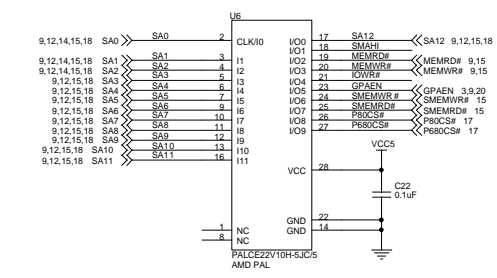 U6
9,12,14,15,18 SA0 SA0 2 CLK/I0 I/O0 17 SA12 SA12 9,12,15,18
I/O1 18 SMAHI
9,12,14,15,18 SA1 SA1 3 I1 I/O2 19 MEMRD# MEMRD# 9,15
9,12,14,15,18 SA2 SA2 4 I2 I/O3 20 MEMWR# MEMWR# 9,15
9,12,15,18 SA3 SA3 5 I3 I/O4 21 IOWR#
9,12,15,18 SA4 SA4 6 I4 I/O5 23 GPAEN GPAEN 3,9,20
9,12,15,18 SA5 SA5 7 I5 I/O6 24 SMEMWR # SMEMWR# 15
9,12,15,18 SA6 SA6 9 I6 I/O7 25 SMEMRD# SMEMRD# 15
9,12,15,18 SA7 SA7 10 I7 I/O8 26 P80CS# P80CS# 17
9,12,15,18 SA8 SA8 11 I8 I/O9 27 P680CS# P680CS# 17
9,12,15,18 SA9 SA9 12 I9
9,12,15,18 SA10 SA10 13 I10
9,12,15,18 SA11 SA11 16 I11
VCC5
VCC 28
C22
0.1uF
GND 22
1 NC GND 14
8 NC
PALCE22V10H-5JC/5
AMD PAL